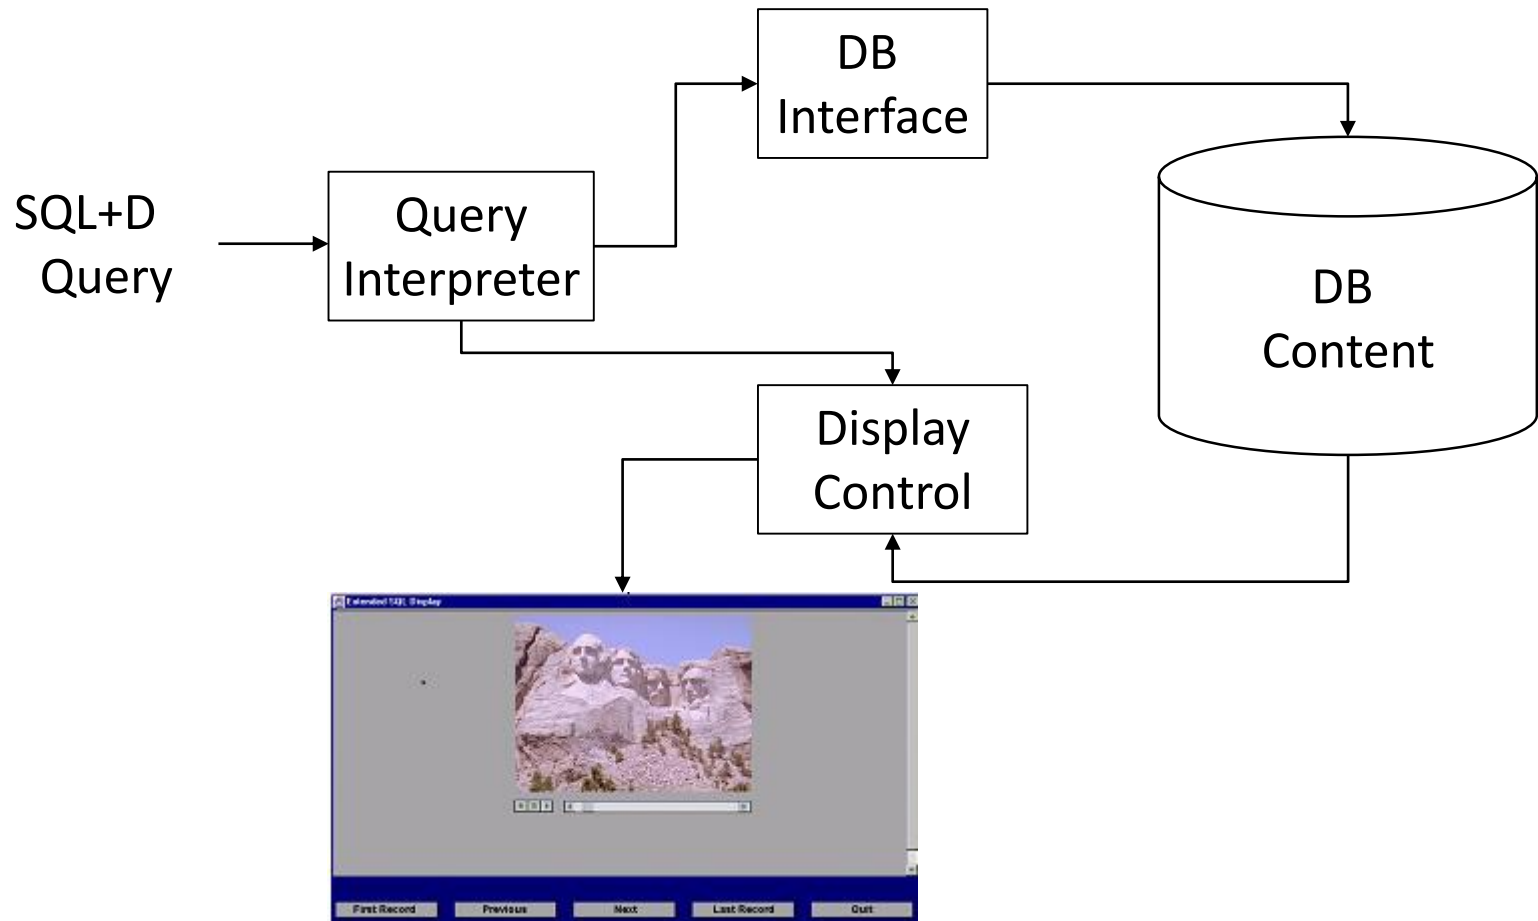 DB
Interface
SQL+D
Query
Query
Interpreter
DB
Content
Display
Control
Extended SQL Display
First Record
Previous
Next
Last Record
Quit